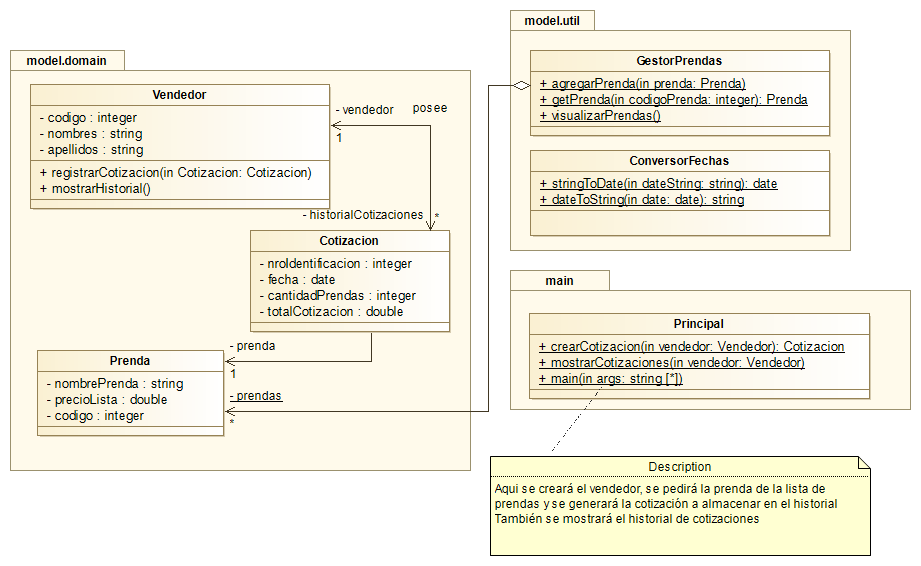 model.domain
Vendedor
- codigo : integer
- nombres : string
- apellidos : string
+ registrarCotizacion(in Cotizacion: Cotizacion)
+ mostrarHistorial()
- vendedor
posee
1
- historialCotizaciones
*
Cotizacion
- nroIdentificacion : integer
- fecha : date
- cantidadPrendas : integer
- totalCotizacion : double
- prenda
1
Prenda
- nombrePrenda : string
- precioLista : double
- codigo : integer
- prendas
*
model.util
GestorPrendas
+ agregarPrenda(in prenda: Prenda)
+ getPrenda(in codigoPrenda: integer): Prenda
+ visualizarPrendas()
ConversorFechas
+ stringToDate(in dateString: string): date
+ dateToString(in date: date): string
main
Principal
+ crearCotizacion(in vendedor: Vendedor): Cotizacion
+ mostrarCotizaciones(in vendedor: Vendedor)
+ main(in args: string [*])
Description
Aqui se creará el vendedor, se pedirá la prenda de la lista de
prendas y se generará la cotización a almacenar en el historial
También se mostrará el historial de cotizaciones